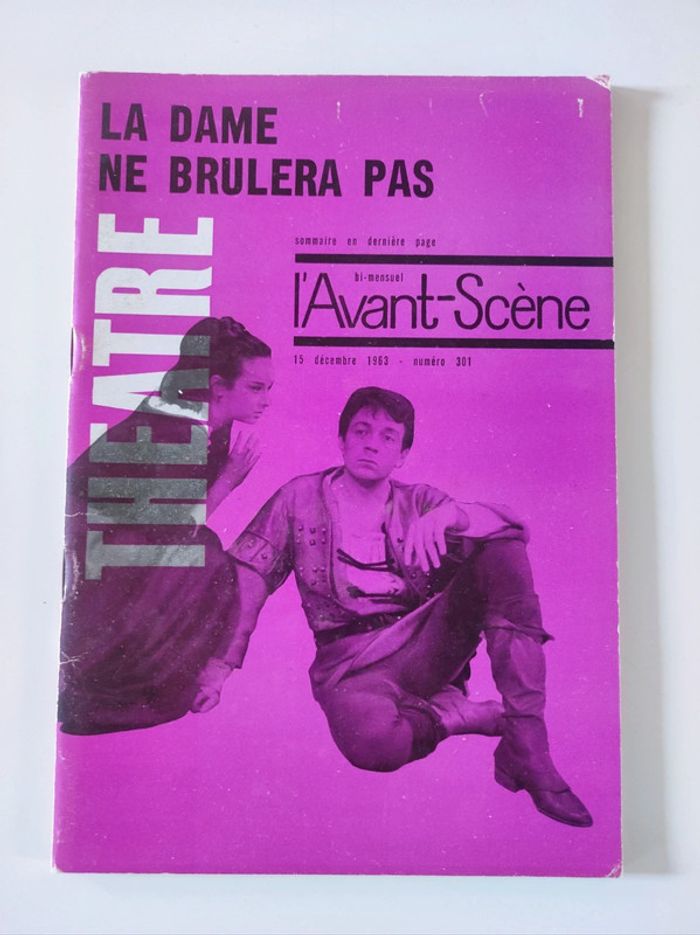 LA DAME
NE BRULERA PAS
THEATRE
sommaire en dernière page
bi-mensuel
l'Avant-Scène
15 décembre 1963 - numéro 301